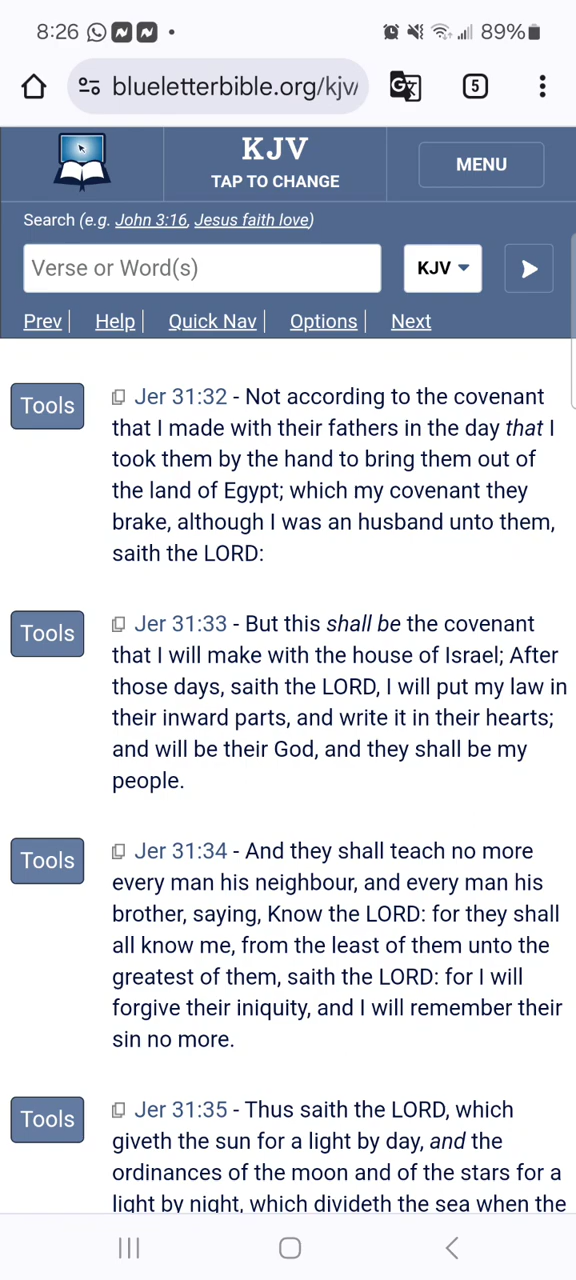 8:26 89%
blueletterbible.org/kjv/ 5
KJV
TAP TO CHANGE
MENU
Search (e.g. John 3:16, Jesus faith love)
Verse or Word(s) KJV
Prev | Help | Quick Nav | Options | Next
Tools Jer 31:32 - Not according to the covenant
that I made with their fathers in the day that I
took them by the hand to bring them out of
the land of Egypt; which my covenant they
brake, although I was an husband unto them,
saith the LORD:
Tools Jer 31:33 - But this shall be the covenant
that I will make with the house of Israel; After
those days, saith the LORD, I will put my law in
their inward parts, and write it in their hearts;
and will be their God, and they shall be my
people.
Tools Jer 31:34 - And they shall teach no more
every man his neighbour, and every man his
brother, saying, Know the LORD: for they shall
all know me, from the least of them unto the
greatest of them, saith the LORD: for I will
forgive their iniquity, and I will remember their
sin no more.
Tools Jer 31:35 - Thus saith the LORD, which
giveth the sun for a light by day, and the
ordinances of the moon and of the stars for a
light by night, which divideth the sea when the